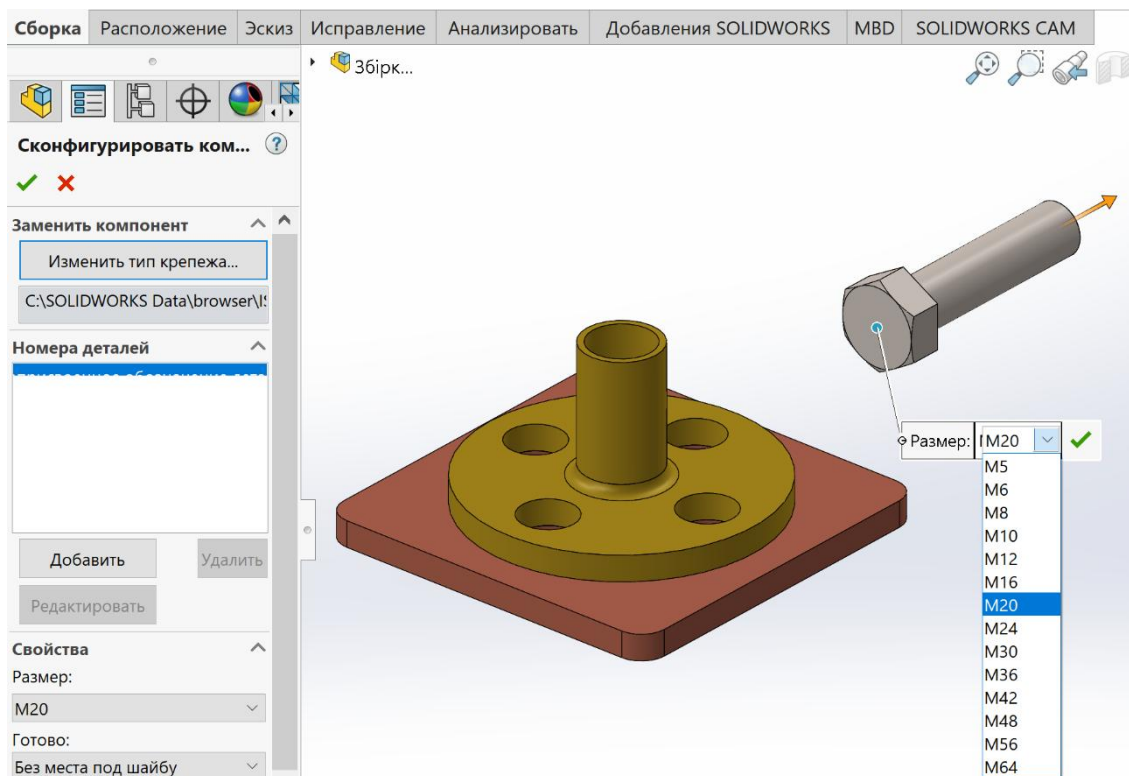 Сборка Расположение Эскиз Исправление Анализировать Добавления SOLIDWORKS MBD SOLIDWORKS CAM
Збірк...
Сконфигурировать ком...
Заменить компонент
Изменить тип крепежа...
C:\SOLIDWORKS Data\browser\IS
Номера деталей
Добавить Удалить
Редактировать
Свойства
Размер:
M20
Готово:
Без места под шайбу
Размер: M20
M5
M6
M8
M10
M12
M16
M20
M24
M30
M36
M42
M48
M56
M64